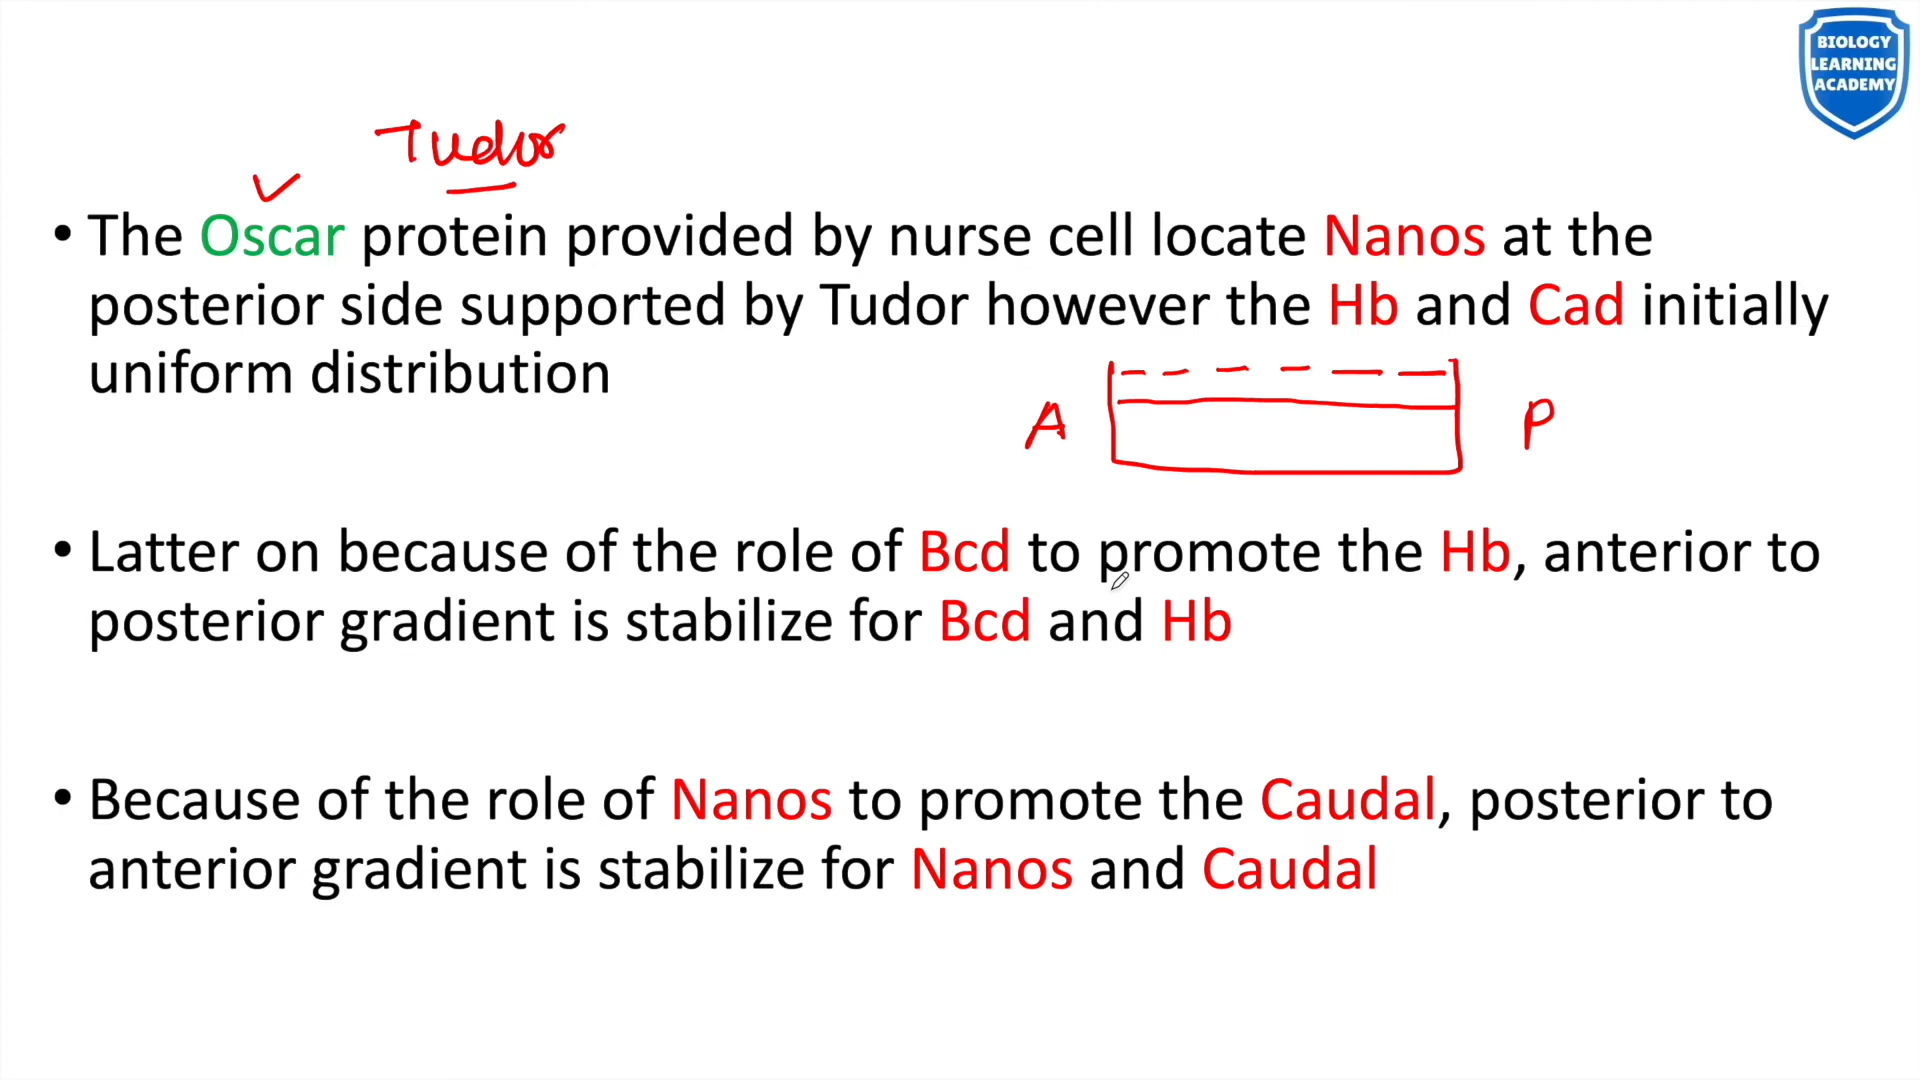 BIOLOGY
LEARNING
ACADEMY
Tudor
• The Oscar protein provided by nurse cell locate Nanos at the
posterior side supported by Tudor however the Hb and Cad initially
uniform distribution
A P
• Latter on because of the role of Bcd to promote the Hb, anterior to
posterior gradient is stabilize for Bcd and Hb
• Because of the role of Nanos to promote the Caudal, posterior to
anterior gradient is stabilize for Nanos and Caudal